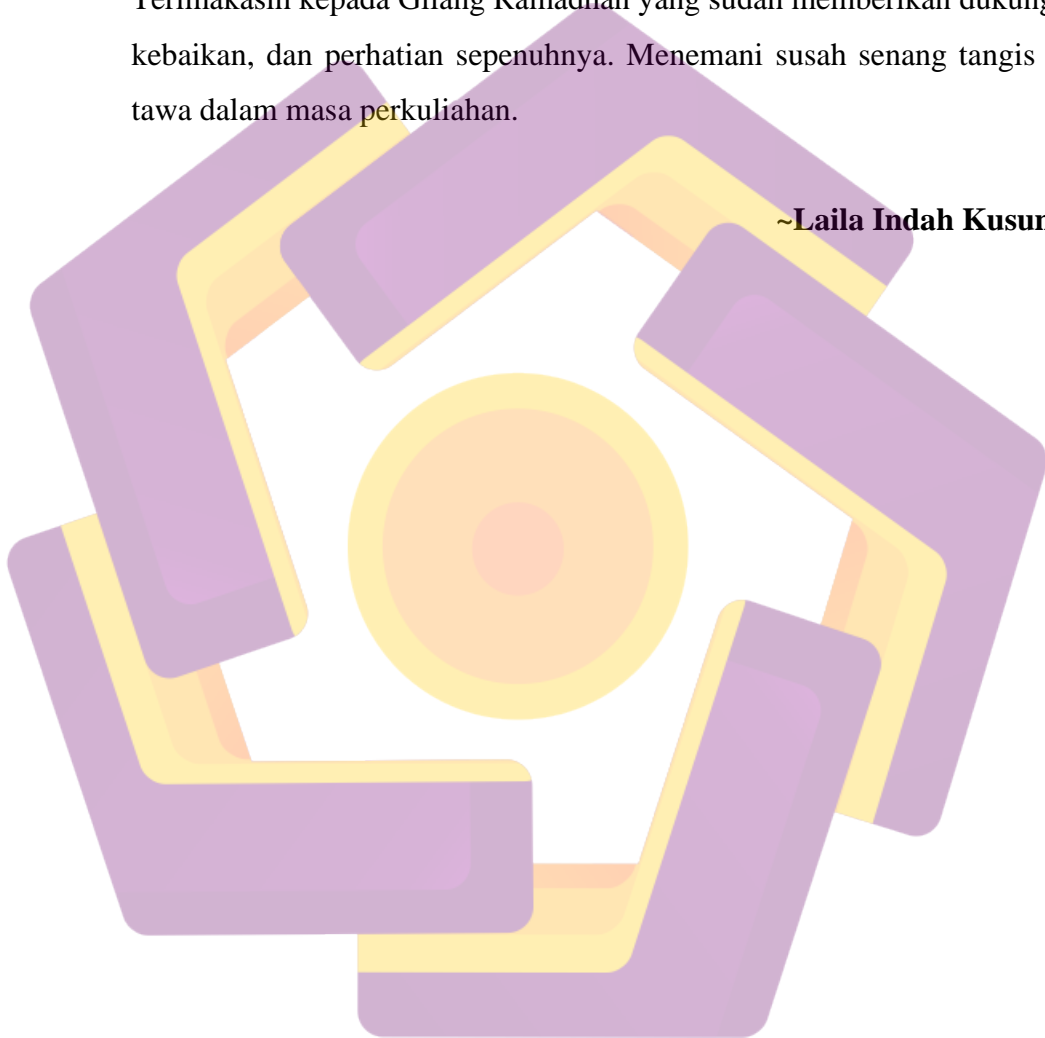 Terimakasih kepada Gilang Ramadhan yang sudah memberikan dukung
kebaikan, dan perhatian sepenuhnya. Menemani susah senang tangis
tawa dalam masa perkuliahan.
~Laila Indah